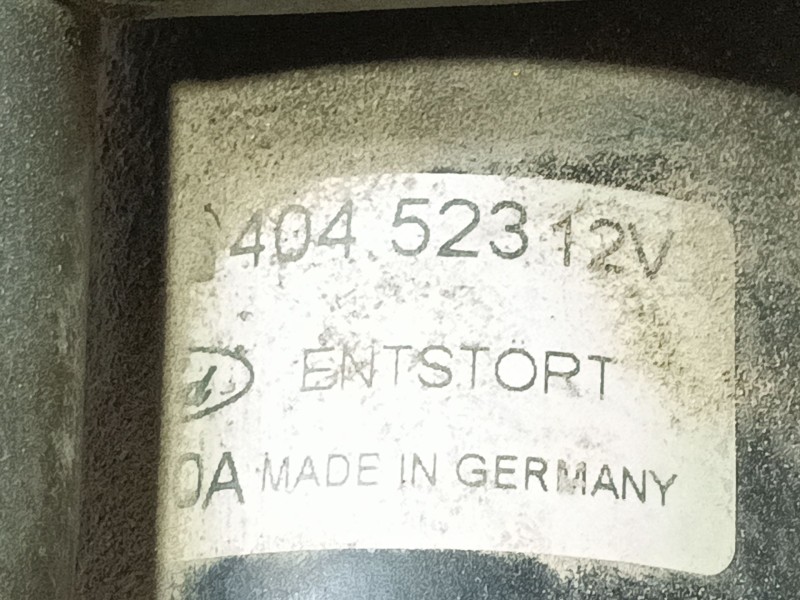 404 523 12V
ENTSTÖRT
0A MADE IN GERMANY